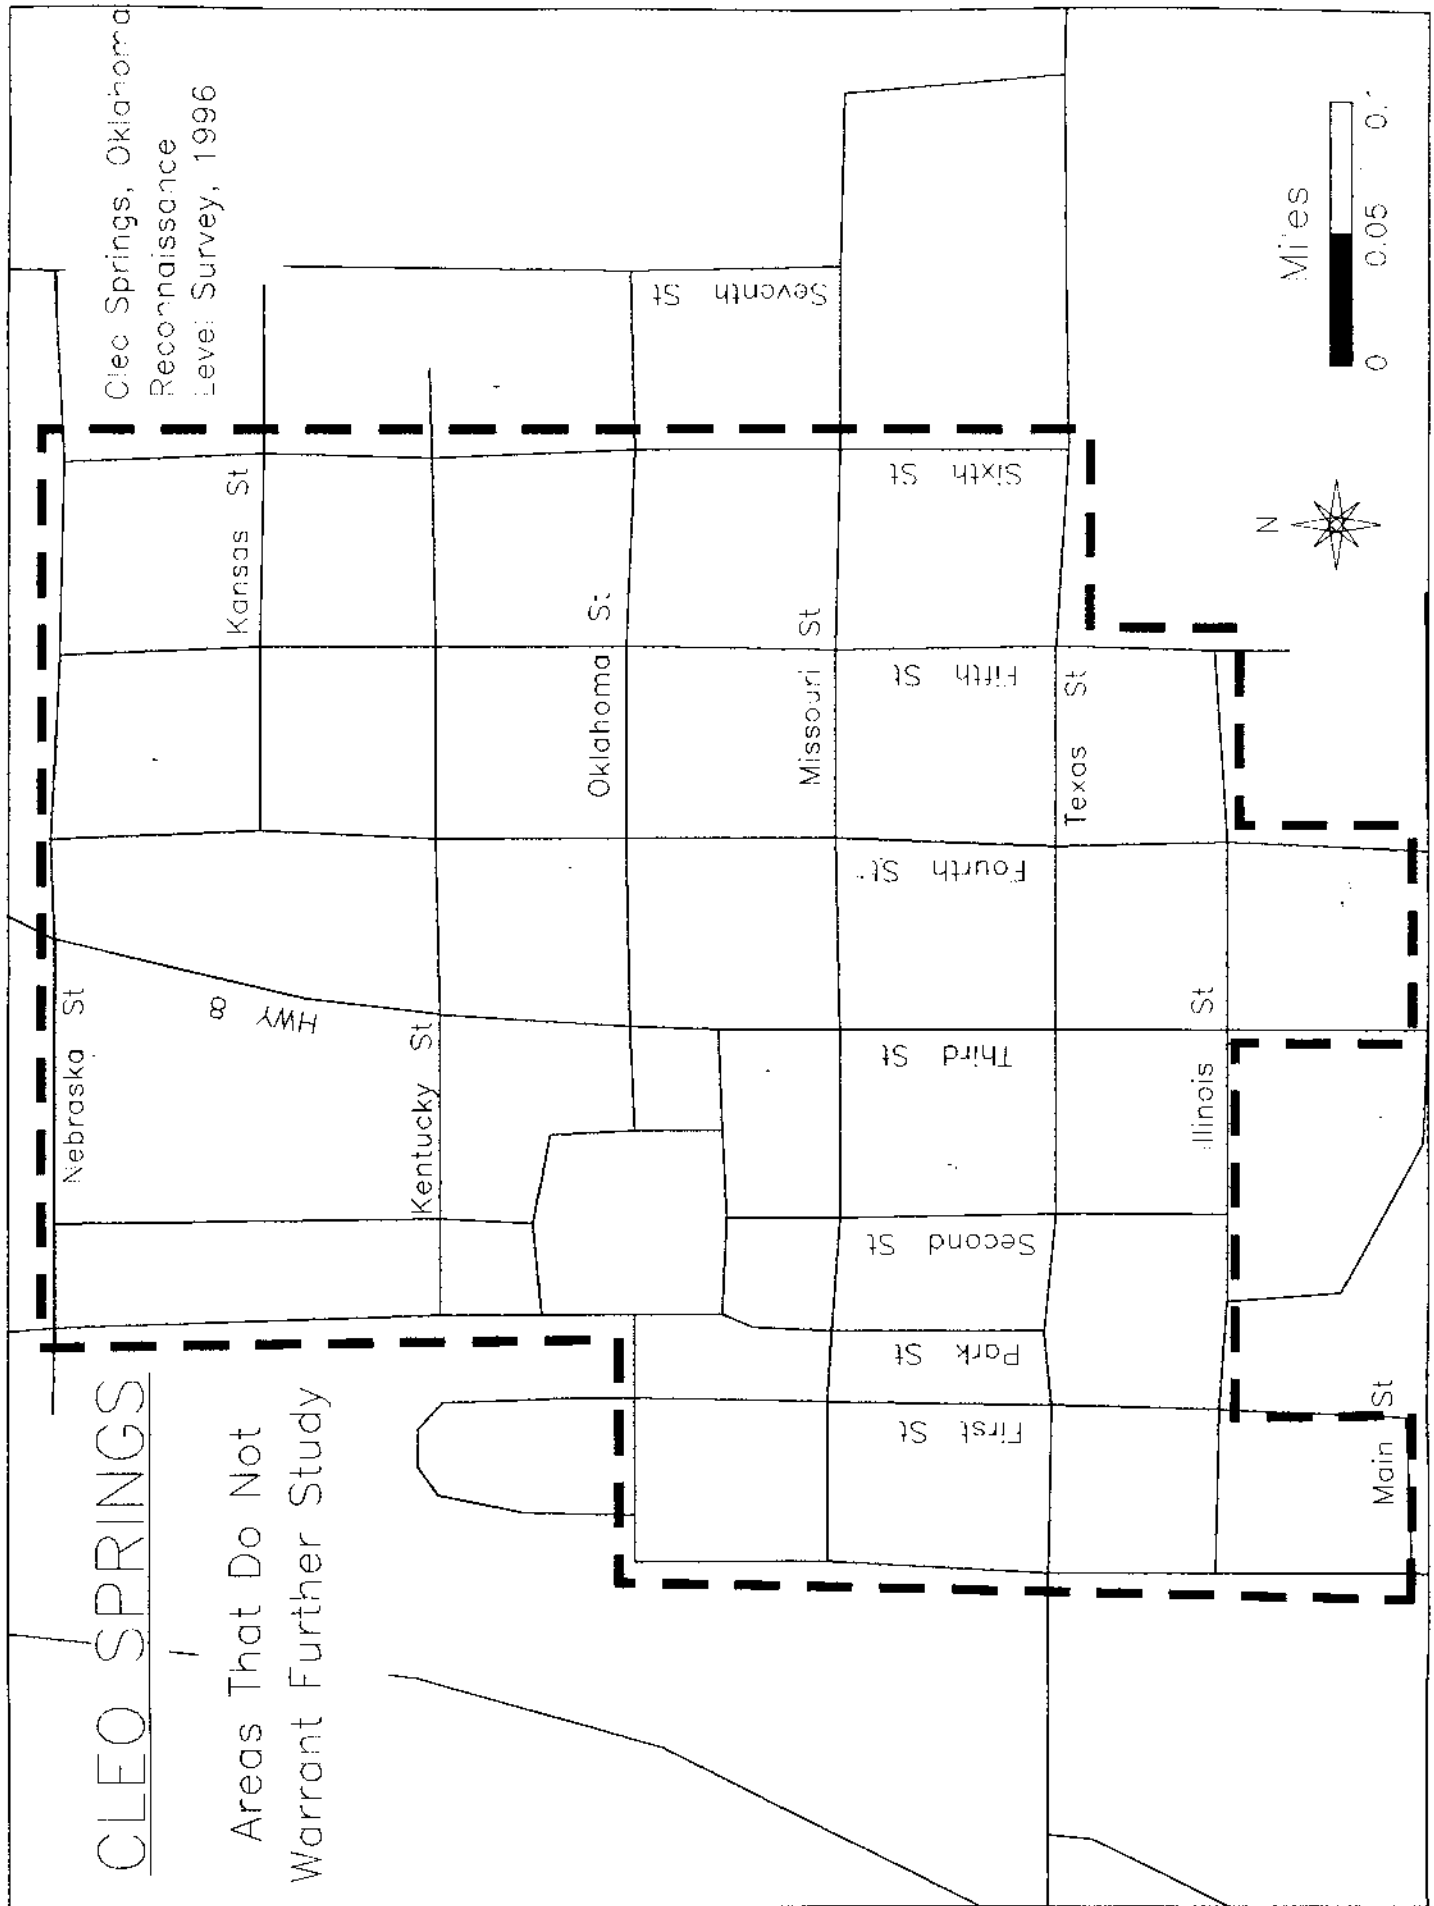 CLEO SPRINGS
Areas That Do Not
Warrant Further Study
Cleo Springs, Oklahoma
Reconnaissance
Level Survey, 1996
Nebraska St
Kansas St
Kentucky St
Oklahoma St
Missouri St
Texas St
Illinois St
Main St
HWY 8
First St
Park St
Second St
Third St
Fourth St
Fifth St
Sixth St
Seventh St
N
Miles
0 0.05 0.